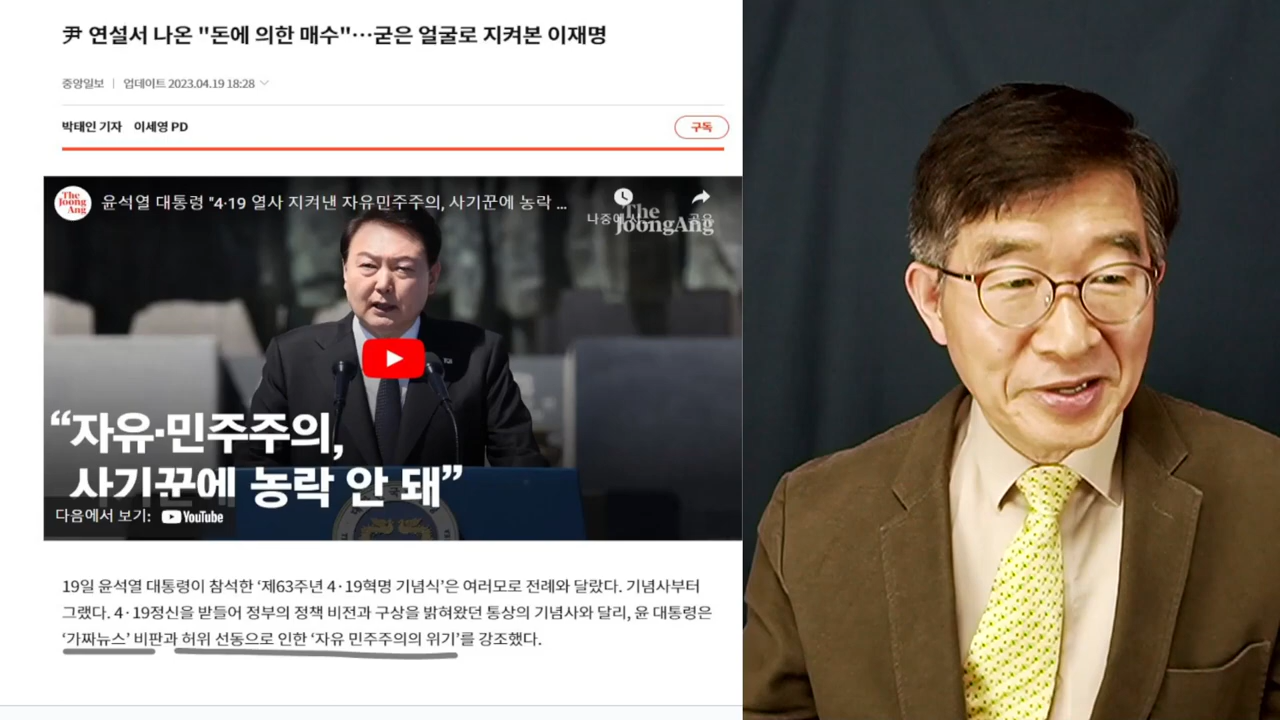 尹 연설서 나온 "돈에 의한 매수"…굳은 얼굴로 지켜본 이재명
중앙일보 | 업데이트 2023.04.19 18:28
박태인 기자 이세영 PD
구독
The JoongAng
윤석열 대통령 "4·19 열사 지켜낸 자유민주주의, 사기꾼에 농락 ...
나중에
공유
The JoongAng
“자유·민주주의,
사기꾼에 농락 안 돼”
다음에서 보기: YouTube
19일 윤석열 대통령이 참석한 ‘제63주년 4·19혁명 기념식’은 여러모로 전례와 달랐다. 기념사부터
그랬다. 4·19정신을 받들어 정부의 정책 비전과 구상을 밝혀왔던 통상의 기념사와 달리, 윤 대통령은
‘가짜뉴스’ 비판과 허위 선동으로 인한 ‘자유 민주주의의 위기’를 강조했다.